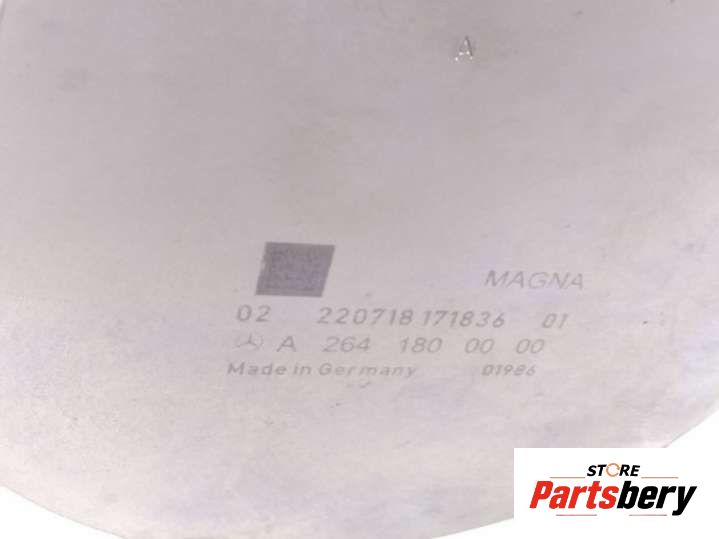 A
MAGNA
02 220718 171836 01
A 264 180 00 00
Made in Germany 01986
STORE
Partsbery